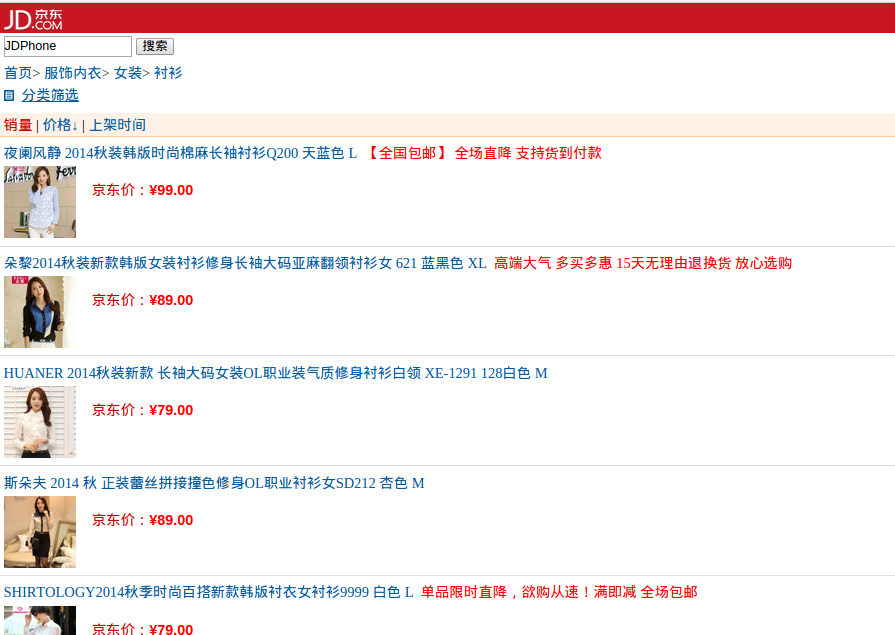 JD 京东 .COM
JDPhone 搜索
首页> 服饰内衣> 女装> 衬衫
分类筛选
销量 | 价格↓ | 上架时间
夜阑风静 2014秋装韩版时尚棉麻长袖衬衫Q200 天蓝色 L 【全国包邮】全场直降 支持货到付款
京东价：¥99.00
朵黎2014秋装新款韩版女装衬衫修身长袖大码亚麻翻领衬衫女 621 蓝黑色 XL 高端大气 多买多惠 15天无理由退换货 放心选购
京东价：¥89.00
HUANER 2014秋装新款 长袖大码女装OL职业装气质修身衬衫白领 XE-1291 128白色 M
京东价：¥79.00
斯朵夫 2014 秋 正装蕾丝拼接撞色修身OL职业衬衫女SD212 杏色 M
京东价：¥89.00
SHIRTOLOGY2014秋季时尚百搭新款韩版衬衣女衬衫9999 白色 L 单品限时直降，欲购从速！满即减 全场包邮
京东价：¥79.00